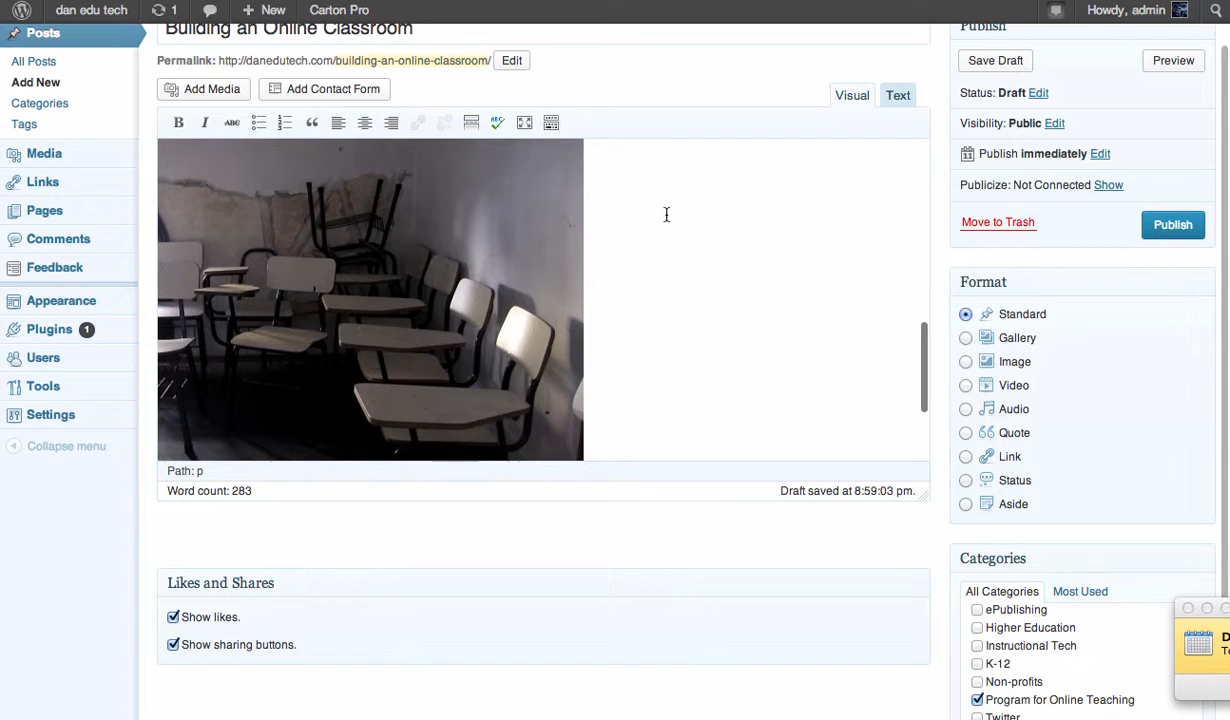 dan edu tech 1 New Carton Pro Howdy, admin
Posts
All Posts
Add New
Categories
Tags
Media
Links
Pages
Comments
Feedback
Appearance
Plugins 1
Users
Tools
Settings
Collapse menu
Building an Online Classroom
Permalink: http://danedutech.com/building-an-online-classroom/ Edit
Add Media Add Contact Form
Visual Text
B I ABC ABC
Path: p
Word count: 283 Draft saved at 8:59:03 pm.
Likes and Shares
Show likes.
Show sharing buttons.
Publish
Save Draft Preview
Status: Draft Edit
Visibility: Public Edit
11 Publish immediately Edit
Publicize: Not Connected Show
Move to Trash Publish
Format
Standard
Gallery
Image
Video
Audio
Quote
Link
Status
Aside
Categories
All Categories Most Used
ePublishing
Higher Education
Instructional Tech
K-12
Non-profits
Program for Online Teaching
Twitter